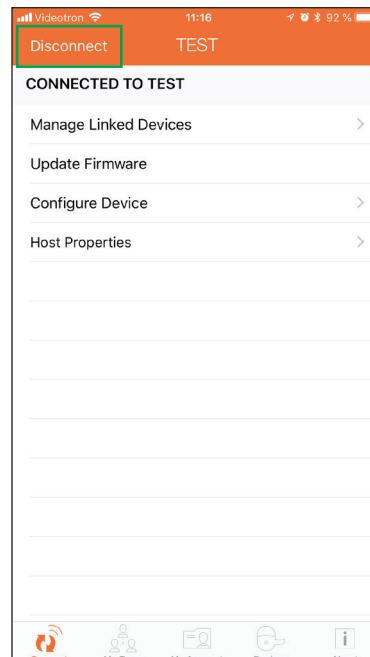 Videotron 11:16 92 %
Disconnect TEST
CONNECTED TO TEST
Manage Linked Devices
Update Firmware
Configure Device
Host Properties